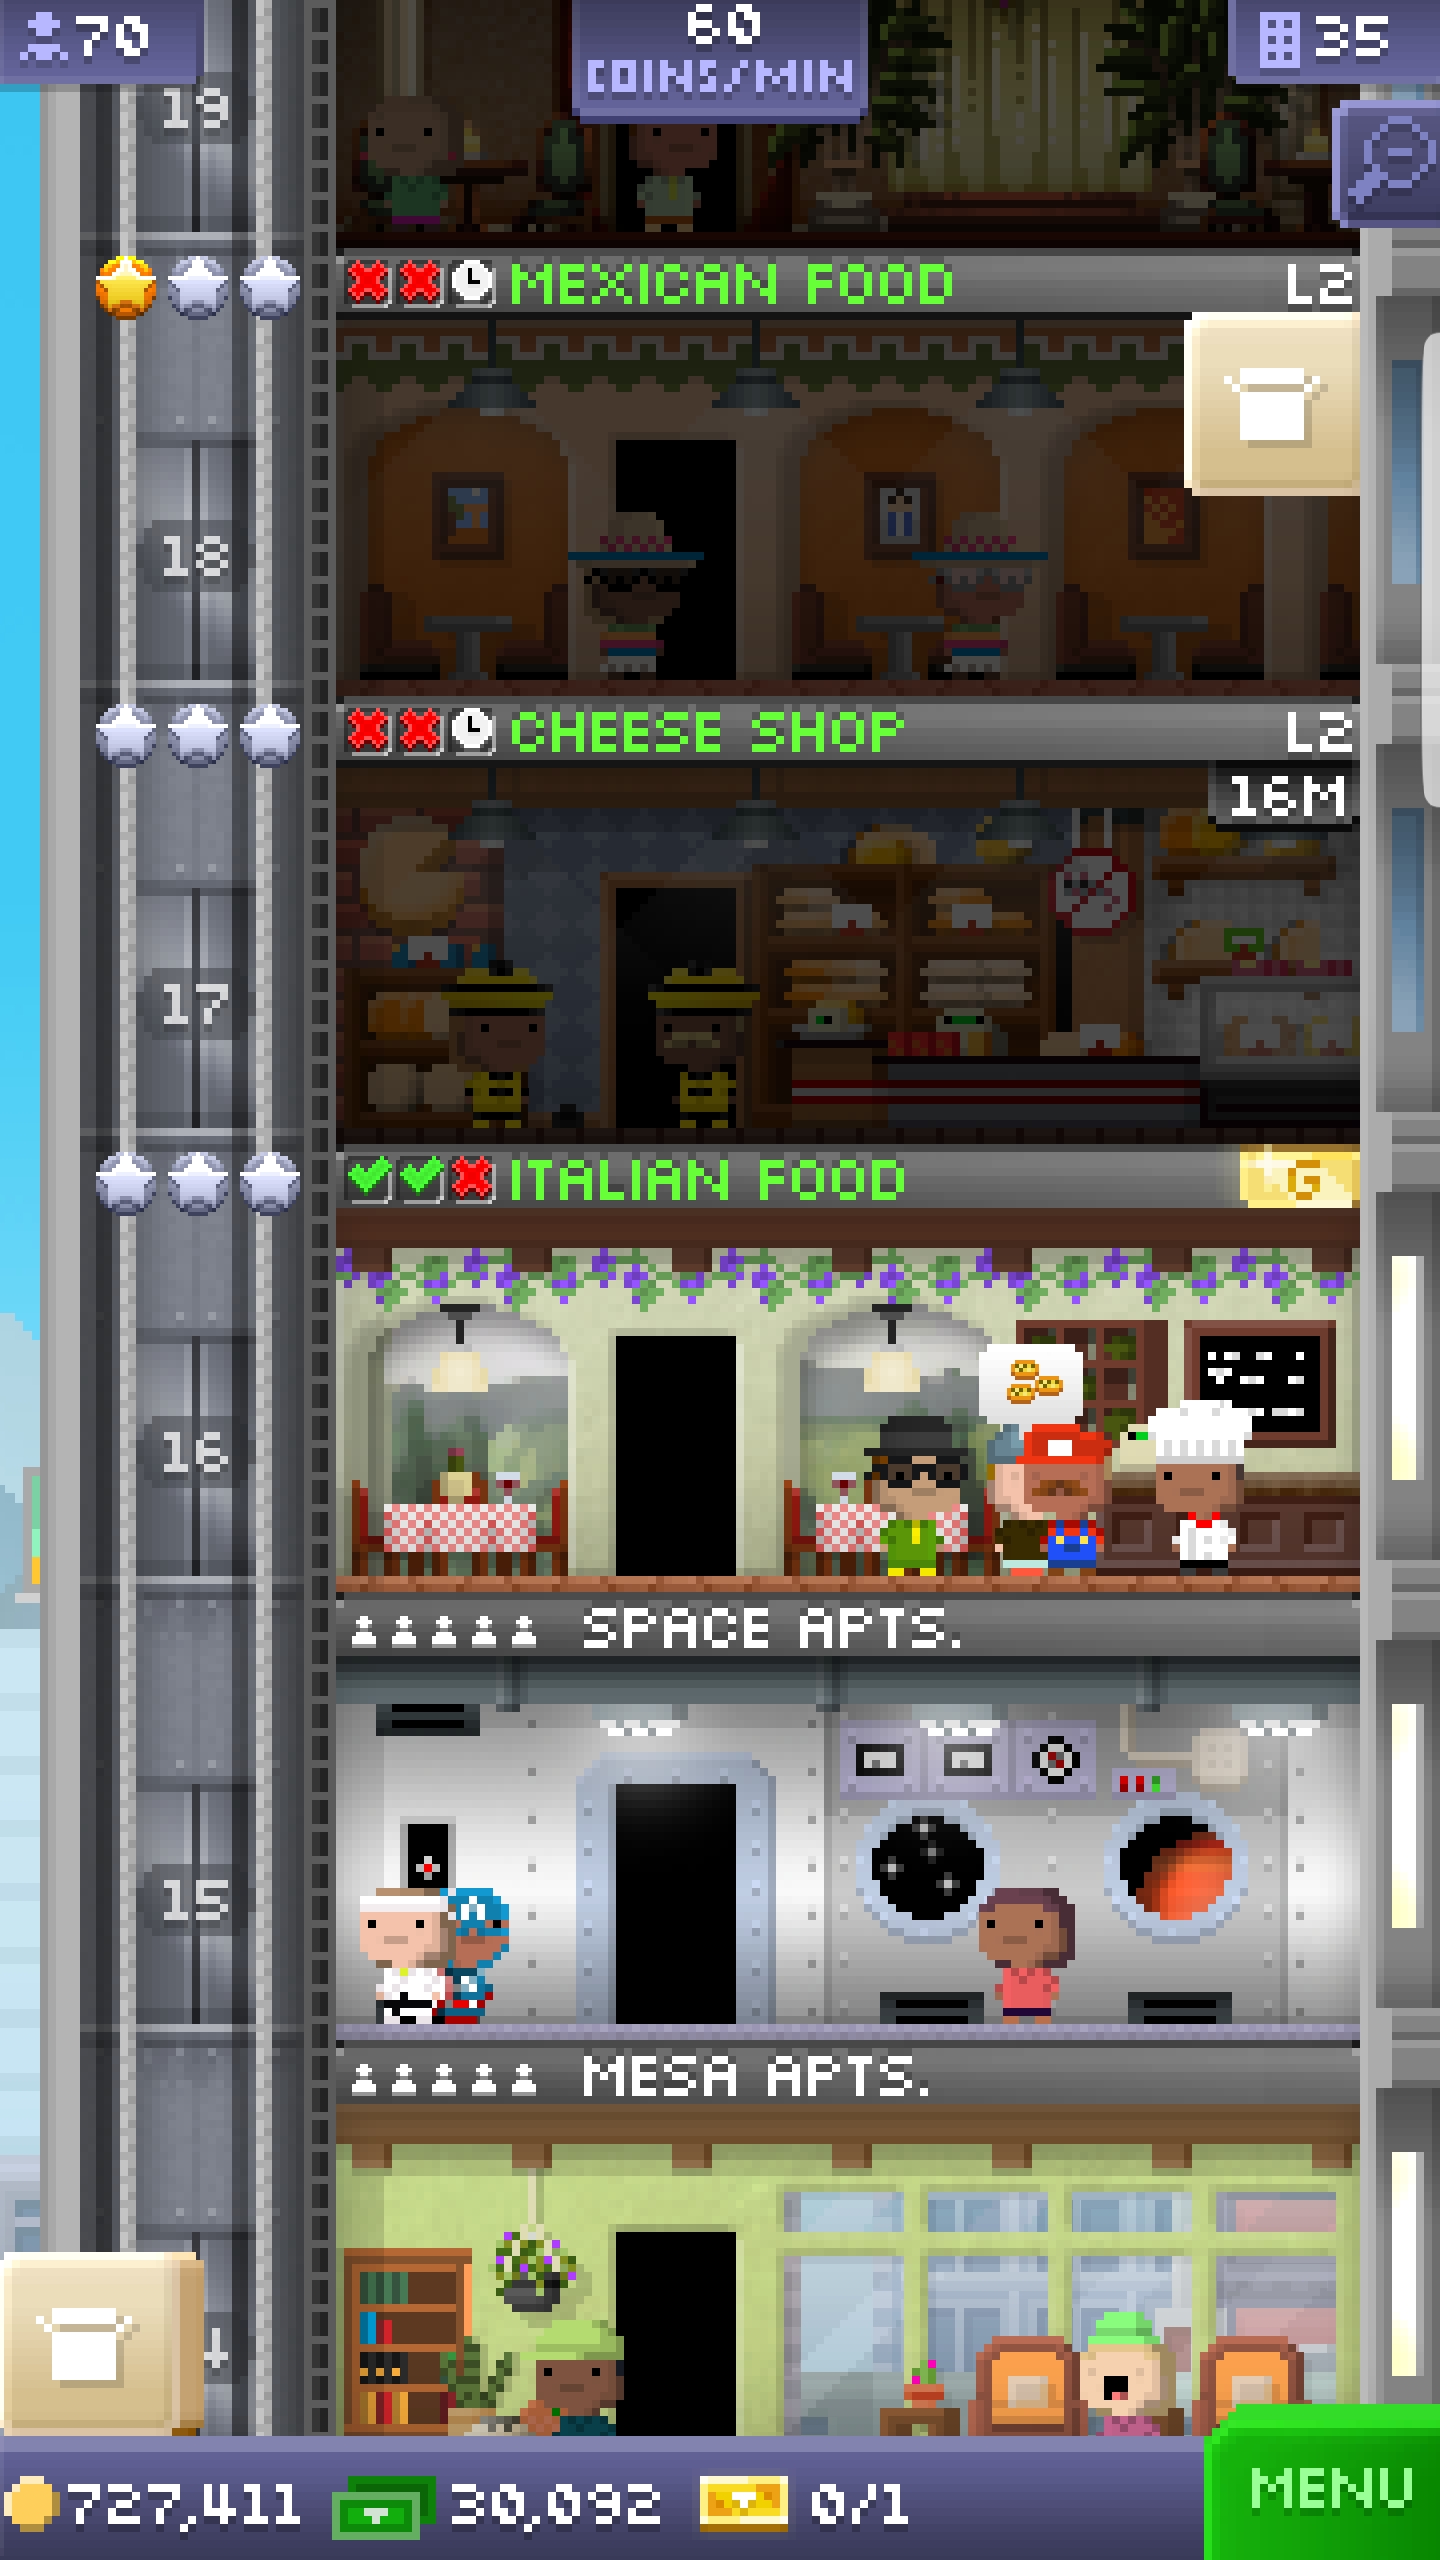 70
60
COINS/MIN
35
19
MEXICAN FOOD
L2
18
CHEESE SHOP
L2
16M
17
ITALIAN FOOD
G
16
SPACE APTS.
15
MESA APTS.
4
727,411
30,092
0/1
MENU